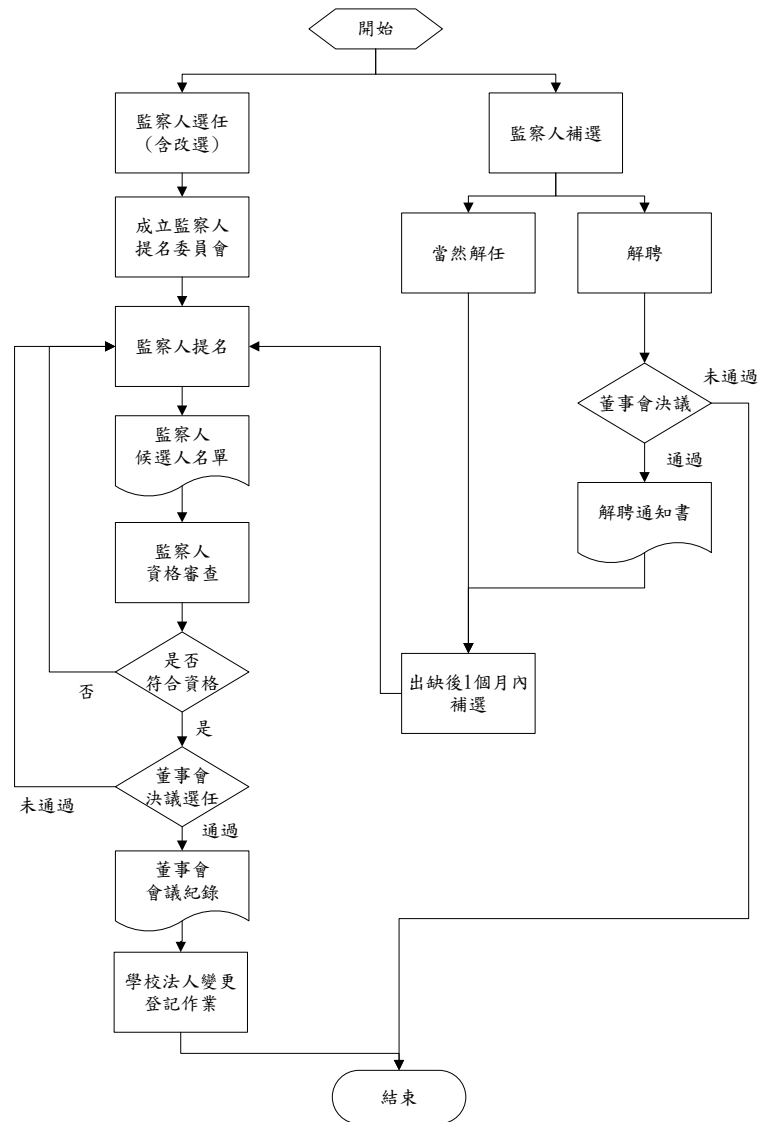 開始
監察人選任
（含改選）
監察人補選
成立監察人
提名委員會
當然解任
解聘
監察人提名
董事會決議
未通過
通過
監察人
候選人名單
解聘通知書
監察人
資格審查
是否
符合資格
否
是
出缺後1個月內
補選
董事會
決議選任
未通過
通過
董事會
會議紀錄
學校法人變更
登記作業
結束